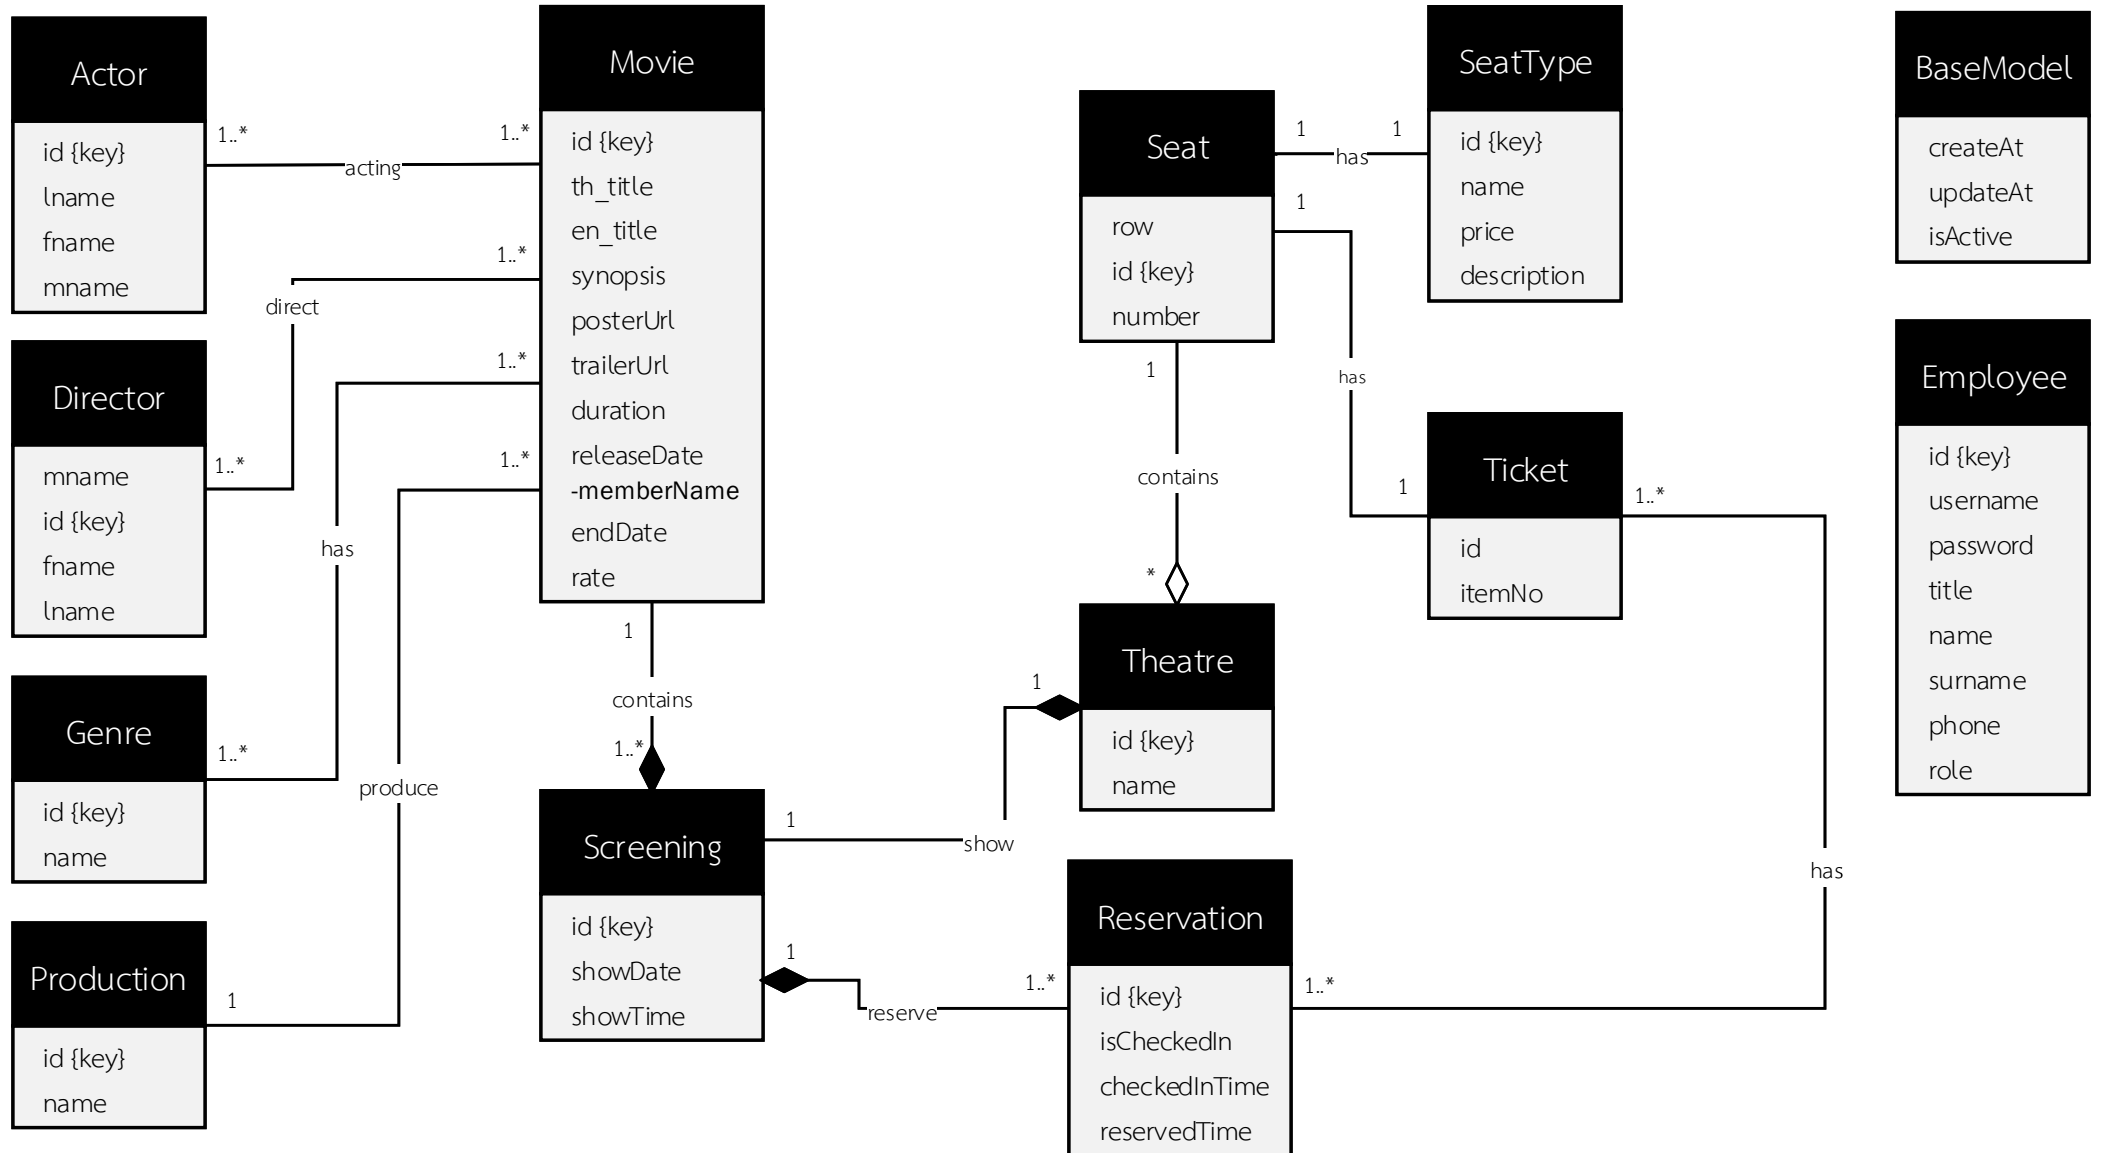 Actor
id {key}
lname
fname
mname
1..*
acting
1..*
Movie
id {key}
th_title
en_title
synopsis
posterUrl
trailerUrl
duration
releaseDate
-memberName
endDate
rate
Director
mname
id {key}
fname
lname
1..*
direct
1..*
Genre
id {key}
name
1..*
has
1..*
Production
id {key}
name
1
produce
1..*
1
contains
1..*
Screening
id {key}
showDate
showTime
1
show
1
1
reserve
1..*
Seat
row
id {key}
number
1
has
1
SeatType
id {key}
name
price
description
1
has
1
Ticket
id
itemNo
1..*
has
1..*
1
contains
*
Theatre
id {key}
name
Reservation
id {key}
isCheckedIn
checkedInTime
reservedTime
BaseModel
createAt
updateAt
isActive
Employee
id {key}
username
password
title
name
surname
phone
role